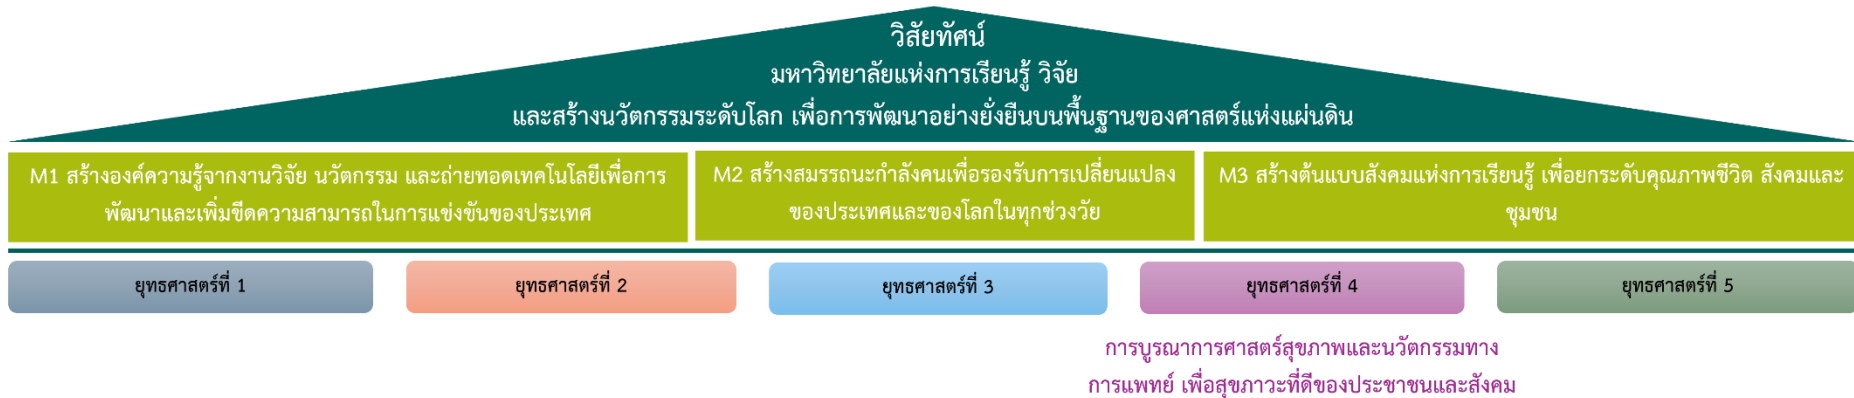 วิสัยทัศน์
มหาวิทยาลัยแห่งการเรียนรู้ วิจัย
และสร้างนวัตกรรมระดับโลก เพื่อการพัฒนาอย่างยั่งยืนบนพื้นฐานของศาสตร์แห่งแผ่นดิน
M1 สร้างองค์ความรู้จากงานวิจัย นวัตกรรม และถ่ายทอดเทคโนโลยีเพื่อการ
พัฒนาและเพิ่มขีดความสามารถในการแข่งขันของประเทศ
M2 สร้างสมรรถนะกำลังคนเพื่อรองรับการเปลี่ยนแปลง
ของประเทศและของโลกในทุกช่วงวัย
M3 สร้างต้นแบบสังคมแห่งการเรียนรู้ เพื่อยกระดับคุณภาพชีวิต สังคมและ
ชุมชน
ยุทธศาสตร์ที่ 1
ยุทธศาสตร์ที่ 2
ยุทธศาสตร์ที่ 3
ยุทธศาสตร์ที่ 4
ยุทธศาสตร์ที่ 5
การบูรณาการศาสตร์สุขภาพและนวัตกรรมทาง
การแพทย์ เพื่อสุขภาวะที่ดีของประชาชนและสังคม